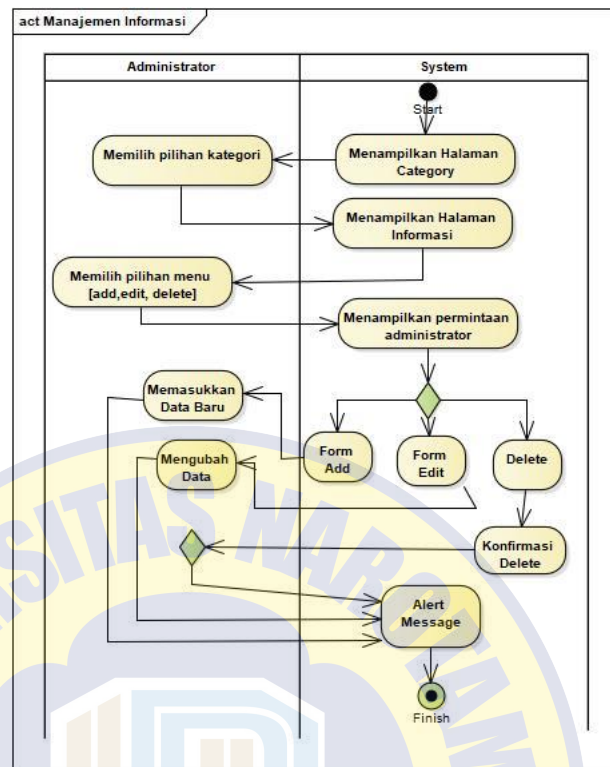 act Manajemen Informasi
Administrator
System
Start
Menampilkan Halaman
Category
Memilih pilihan kategori
Menampilkan Halaman
Informasi
Memilih pilihan menu
[add,edit, delete]
Menampilkan permintaan
administrator
Memasukkan
Data Baru
Form
Add
Form
Edit
Delete
Mengubah
Data
Konfirmasi
Delete
Alert
Message
Finish
SITAS NAROTAM